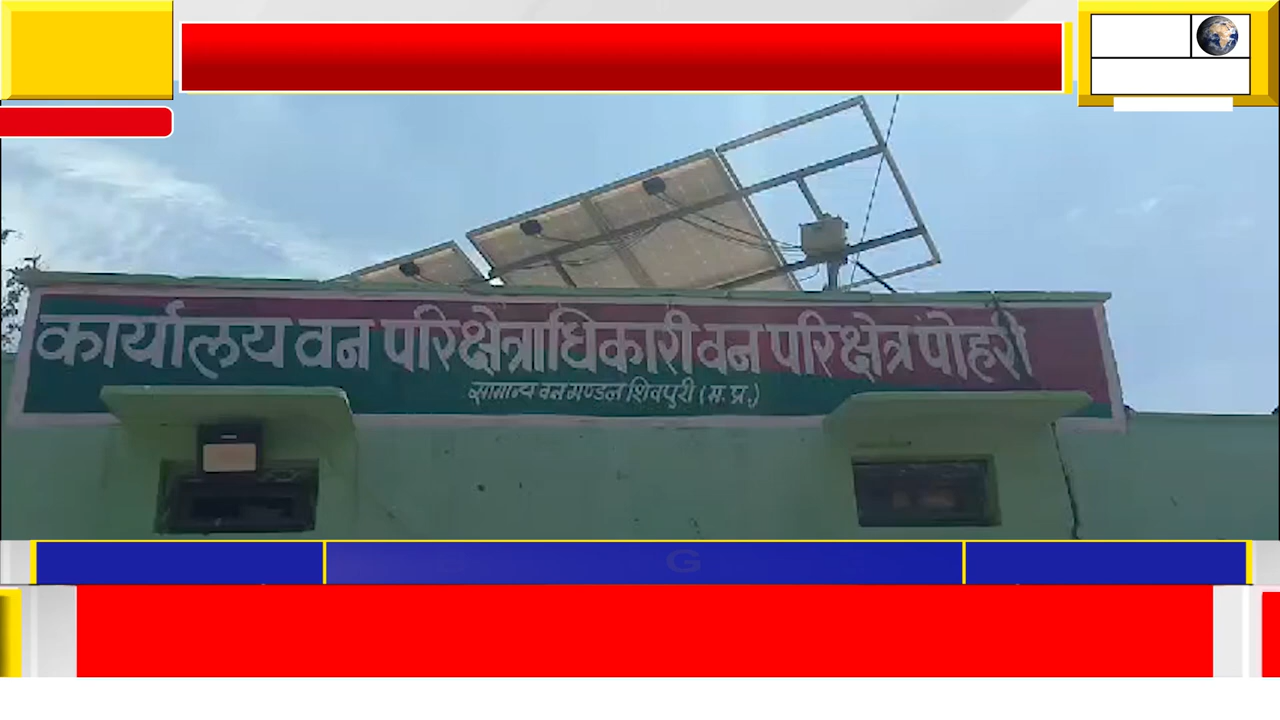 कार्यालय वन परिक्षेत्राधिकारी वन परिक्षेत्र पोहरी
सामान्य वन मण्डल शिवपुरी (म.प्र.)
G